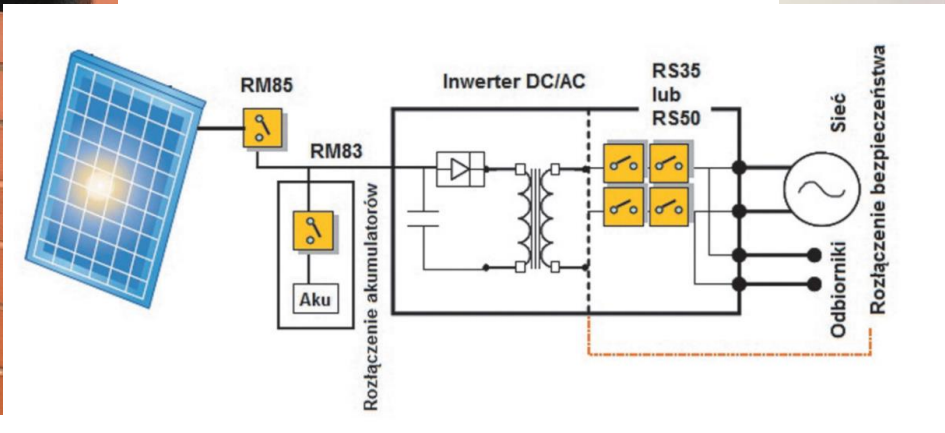 RM85
RM83
Aku
Rozłączenie akumulatorów
Inwerter DC/AC
RS35
lub
RS50
Sieć
Odbiorniki
Rozłączenie bezpieczeństwa